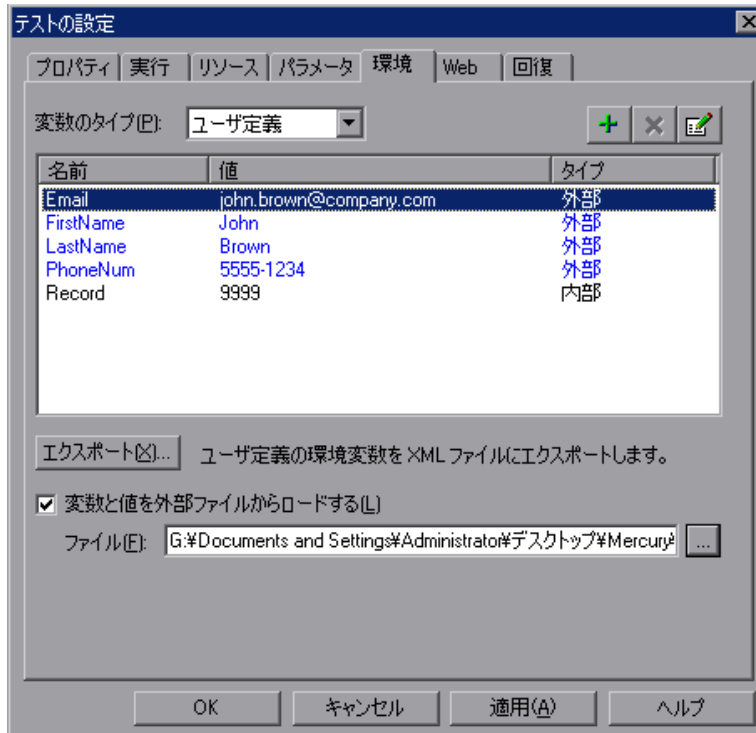 テストの設定
プロパティ 実行 リソース パラメータ 環境 Web 回復
変数のタイプ(P): ユーザ定義
名前 値 タイプ
Email john.brown@company.com 外部
FirstName John 外部
LastName Brown 外部
PhoneNum 5555-1234 外部
Record 9999 内部
エクスポート(X)... ユーザ定義の環境変数を XML ファイルにエクスポートします。
変数と値を外部ファイルからロードする(L)
ファイル(F): G:¥Documents and Settings¥Administrator¥デスクトップ¥Mercury¥ ...
OK キャンセル 適用(A) ヘルプ